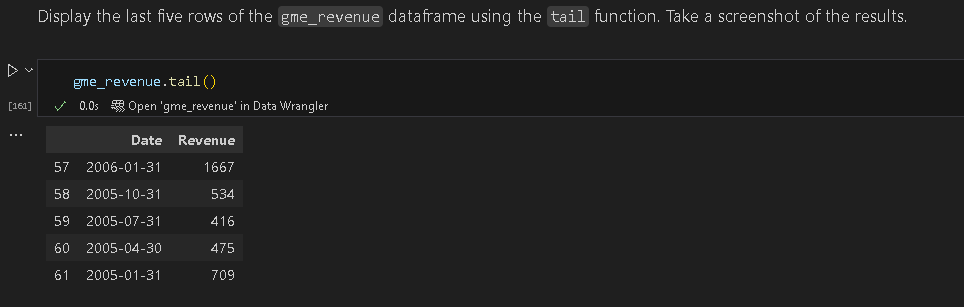 Display the last five rows of the gme_revenue dataframe using the tail function. Take a screenshot of the results.
gme_revenue.tail()
[161] 0.0s Open 'gme_revenue' in Data Wrangler
...
Date Revenue
57 2006-01-31 1667
58 2005-10-31 534
59 2005-07-31 416
60 2005-04-30 475
61 2005-01-31 709